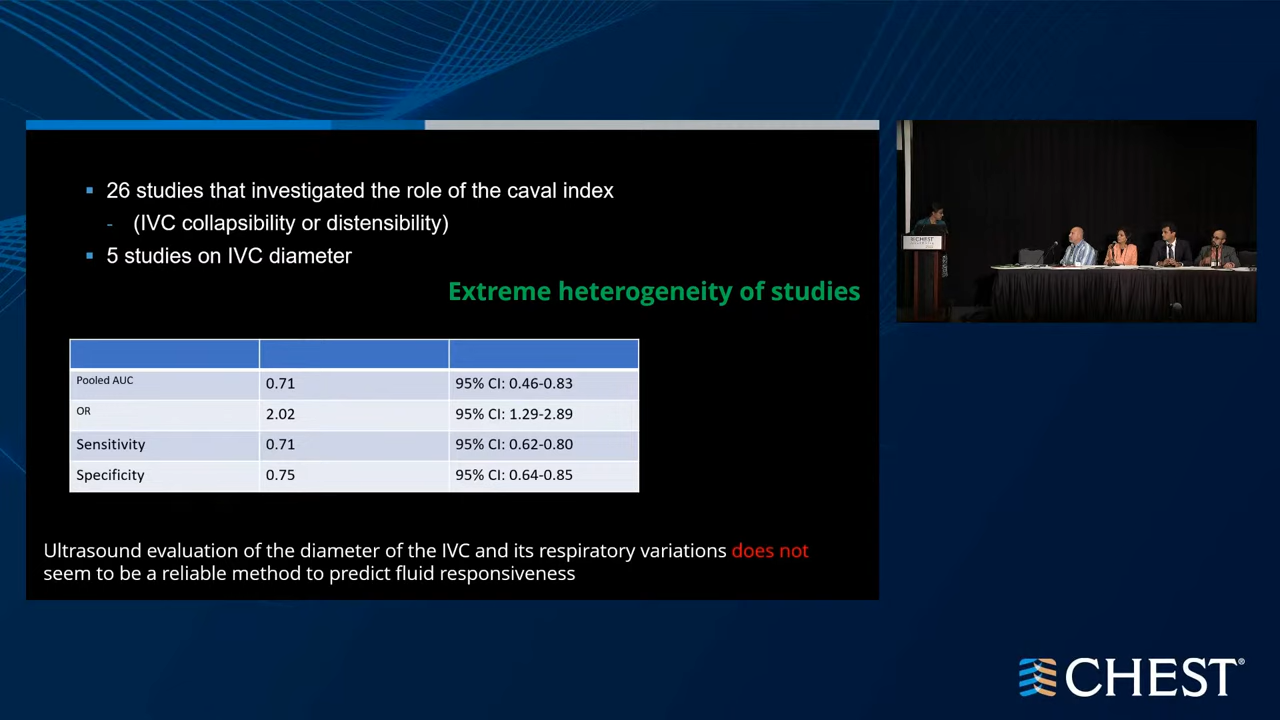 26 studies that investigated the role of the caval index
(IVC collapsibility or distensibility)
5 studies on IVC diameter
Extreme heterogeneity of studies
Pooled AUC 0.71 95% CI: 0.46-0.83
OR 2.02 95% CI: 1.29-2.89
Sensitivity 0.71 95% CI: 0.62-0.80
Specificity 0.75 95% CI: 0.64-0.85
Ultrasound evaluation of the diameter of the IVC and its respiratory variations does not
seem to be a reliable method to predict fluid responsiveness
CHEST
CHEST®